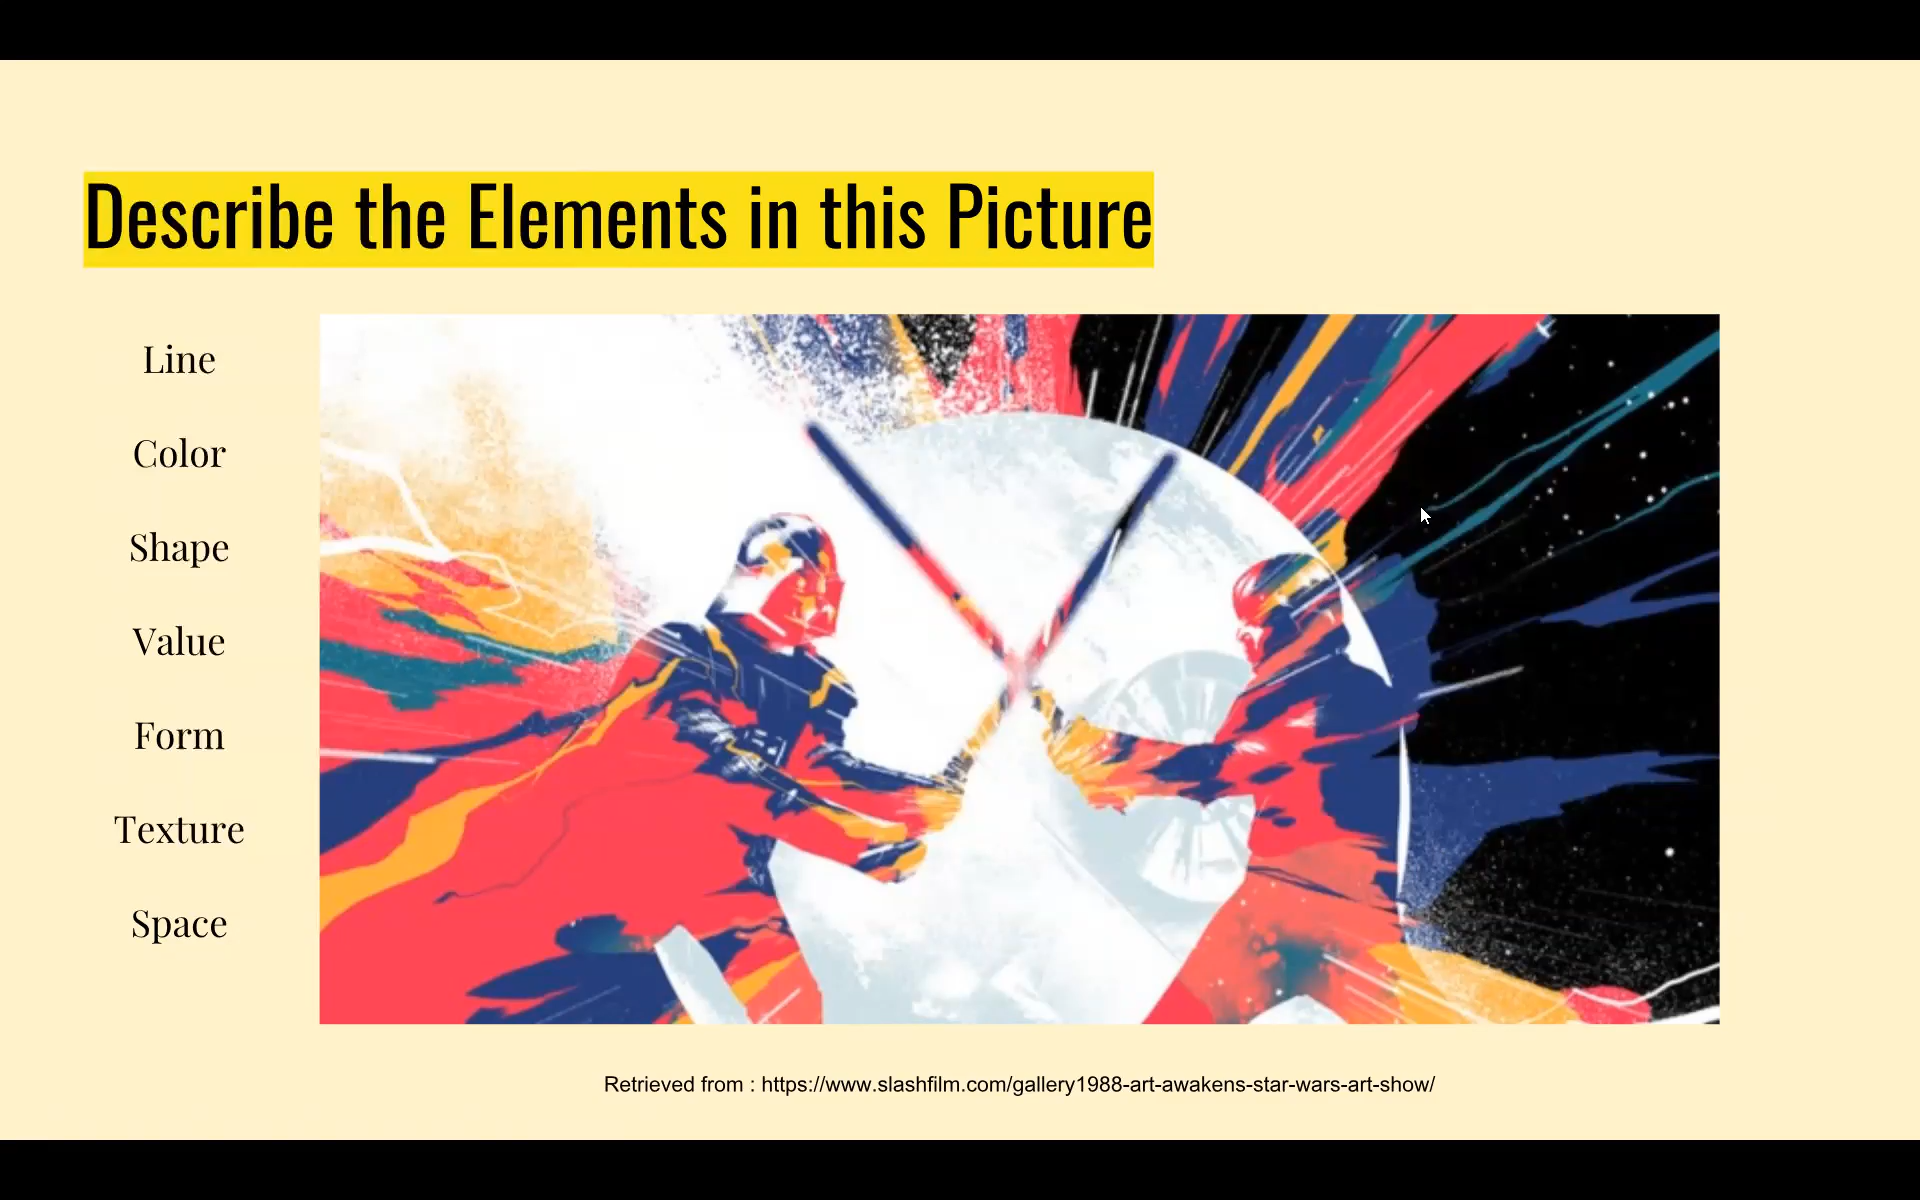 Describe the Elements in this Picture
Line
Color
Shape
Value
Form
Texture
Space
Retrieved from : https://www.slashfilm.com/gallery1988-art-awakens-star-wars-art-show/